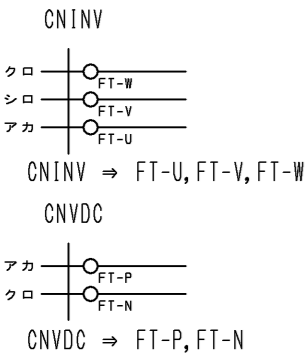 CNINV
クロ FT-W
シロ FT-V
アカ FT-U
CNINV ⇒ FT-U,FT-V,FT-W
CNVDC
アカ FT-P
クロ FT-N
CNVDC ⇒ FT-P,FT-N